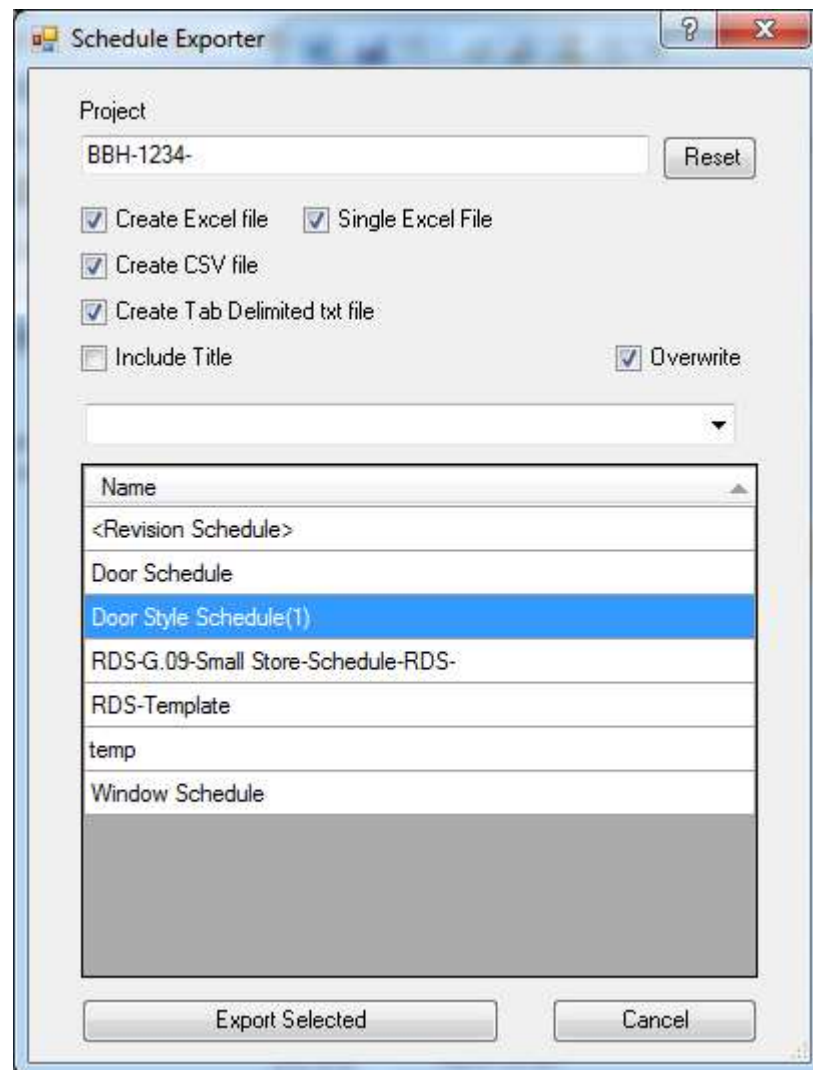 Schedule Exporter
?
X
Project
BBH-1234-
Reset
Create Excel file
Single Excel File
Create CSV file
Create Tab Delimited txt file
Include Title
Overwrite
Name
<Revision Schedule>
Door Schedule
Door Style Schedule(1)
RDS-G.09-Small Store-Schedule-RDS-
RDS-Template
temp
Window Schedule
Export Selected
Cancel